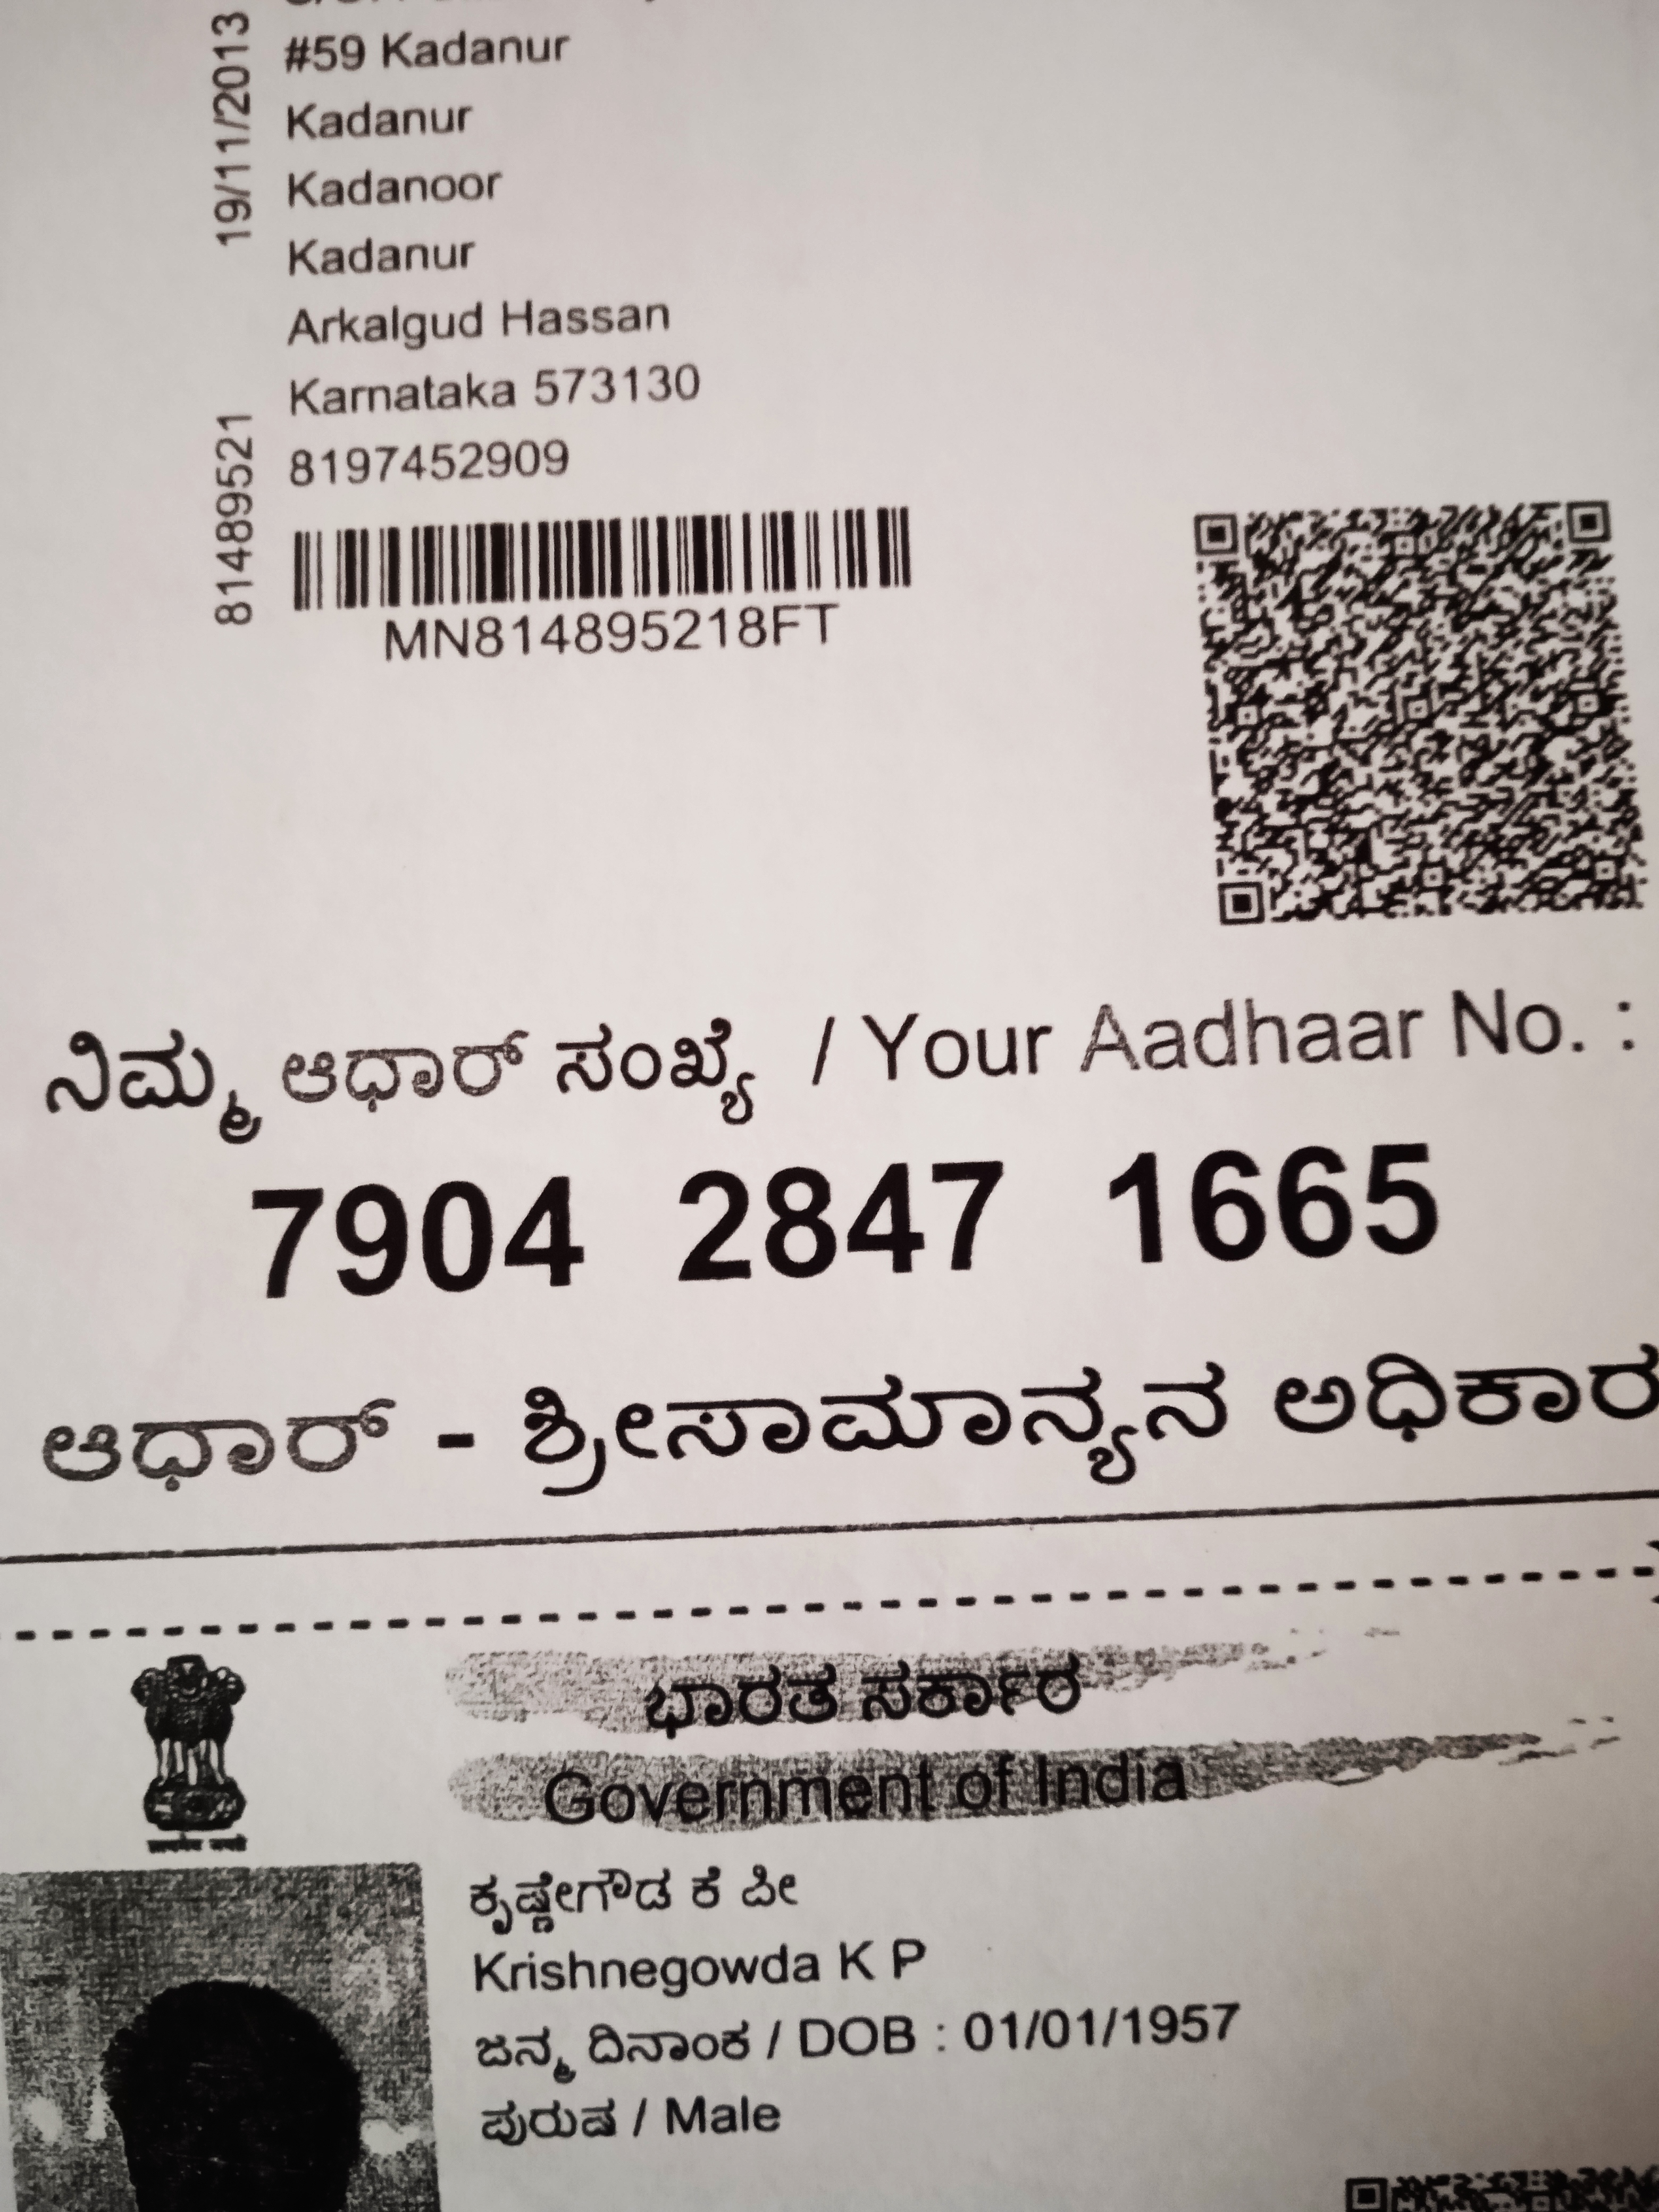 #59 Kadanur
Kadanur
Kadanoor
Kadanur
Arkalgud Hassan
Karnataka 573130
8197452909
19/11/2013
81489521
MN814895218FT
ನಿಮ್ಮ ಆಧಾರ್ ಸಂಖ್ಯೆ / Your Aadhaar No. :
7904 2847 1665
ಆಧಾರ್ - ಶ್ರೀಸಾಮಾನ್ಯನ ಅಧಿಕಾರ
ಭಾರತ ಸರ್ಕಾರ
Government of India
ಕೃಷ್ಣೇಗೌಡ ಕೆ ಪೀ
Krishnegowda K P
ಜನ್ಮ ದಿನಾಂಕ / DOB : 01/01/1957
ಪುರುಷ / Male